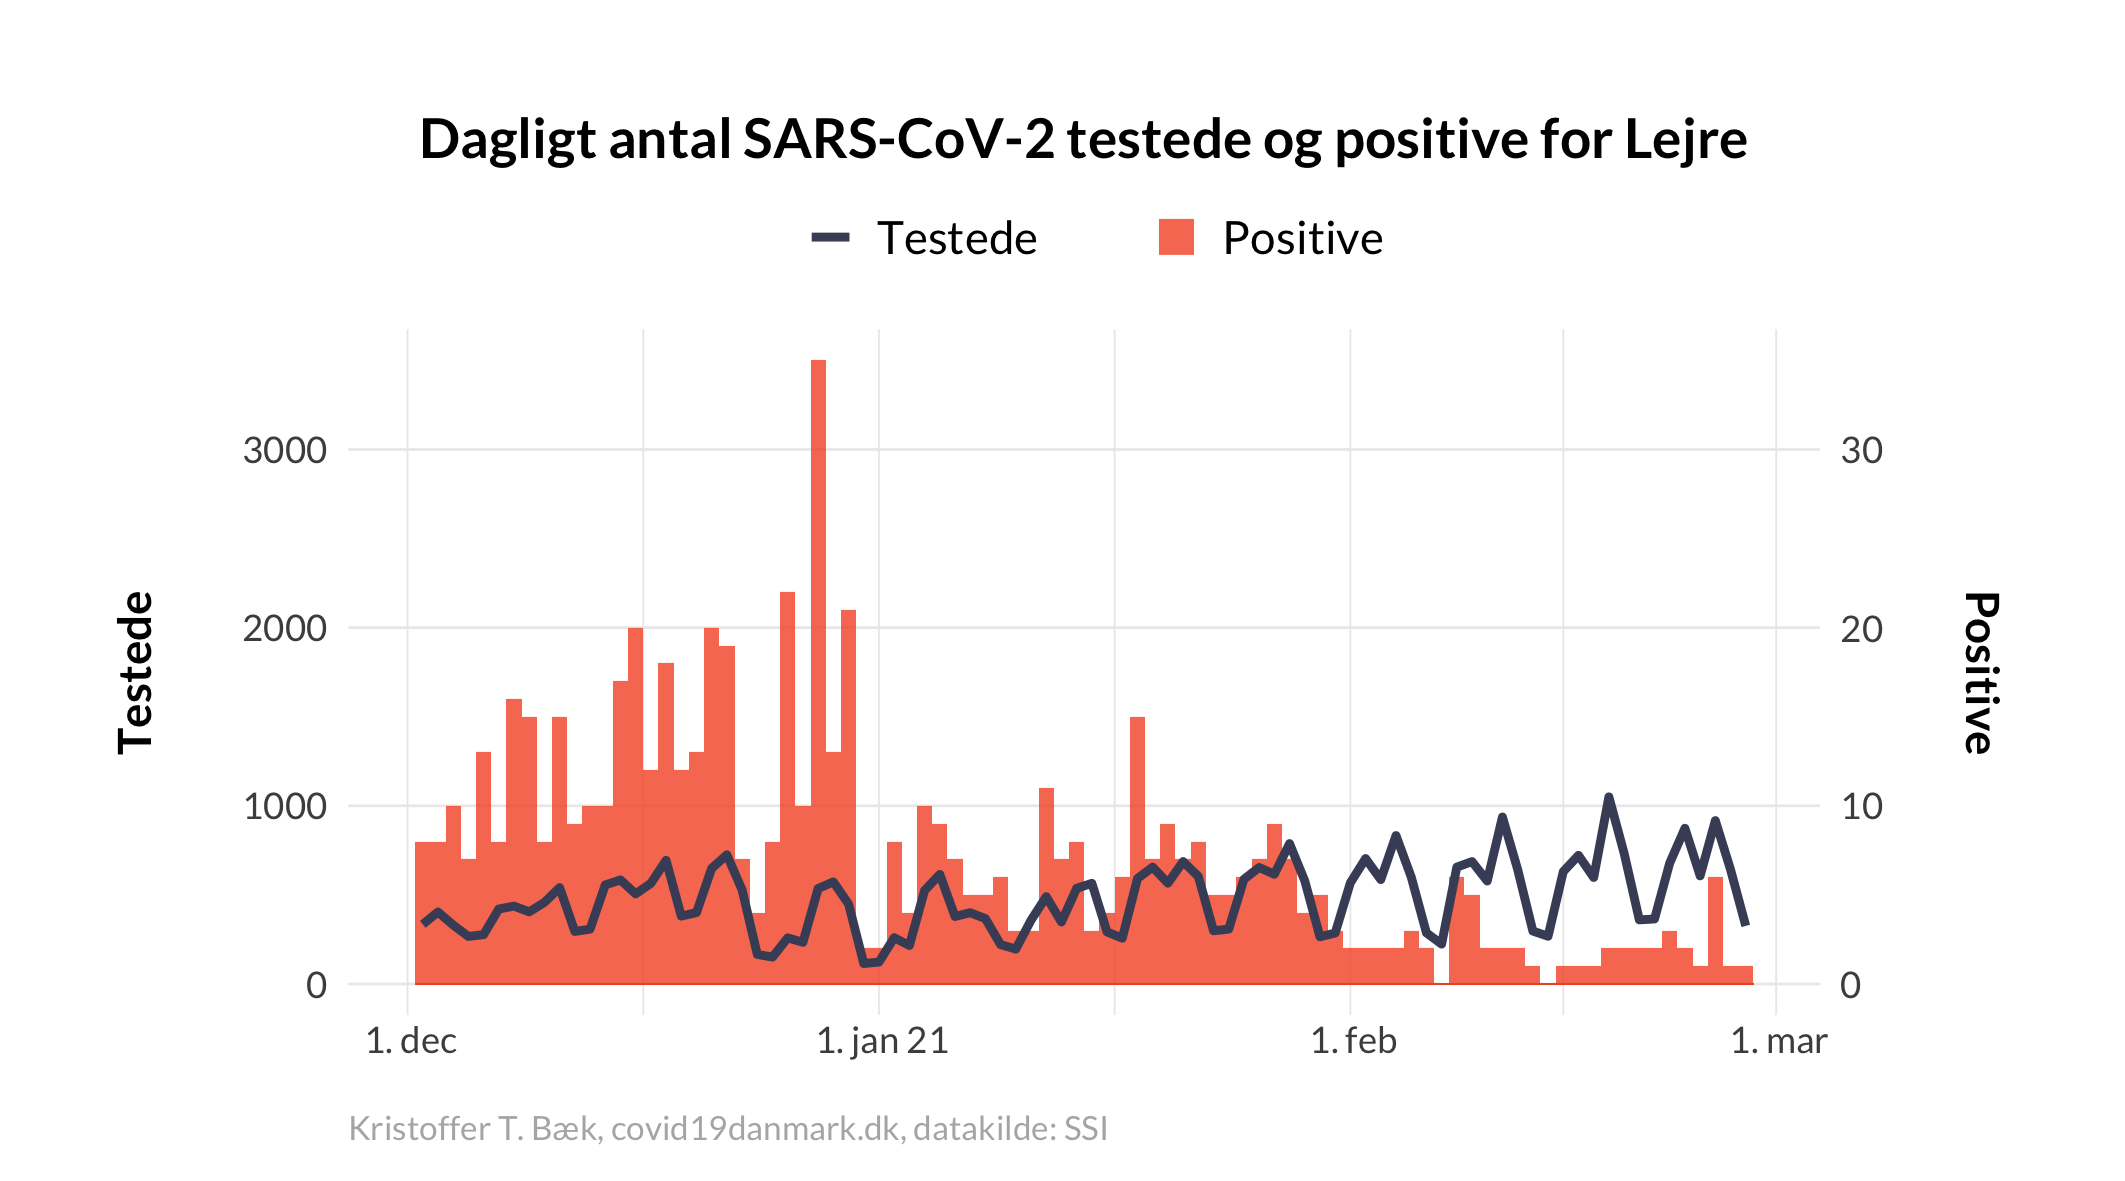 Dagligt antal SARS-CoV-2 testede og positive for Lejre
Testede
Positive
3000
2000
1000
0
Testede
30
20
10
0
Positive
1. dec
1. jan 21
1. feb
1. mar
Kristoffer T. Bæk, covid19danmark.dk, datakilde: SSI